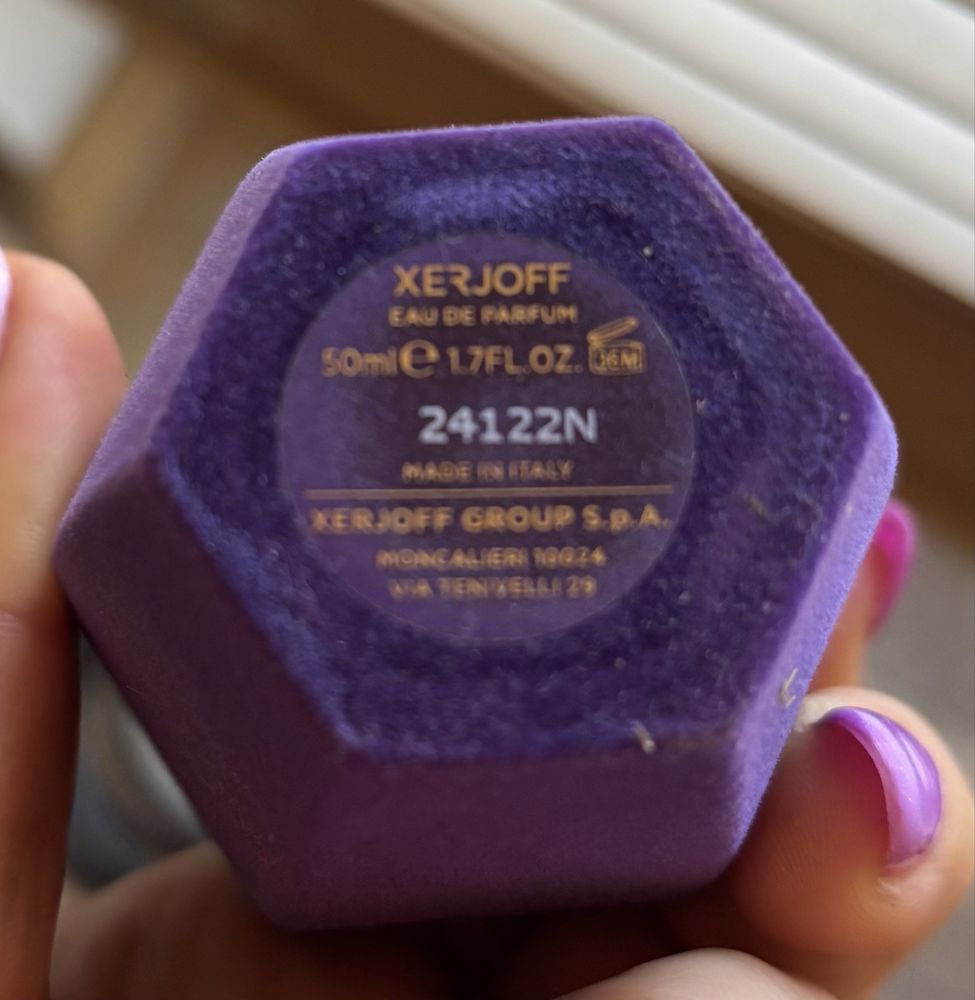 XERJOFF
EAU DE PARFUM
50ml ℮ 1.7FL.OZ. 36M
24122N
MADE IN ITALY
XERJOFF GROUP S.p.A.
MONCALIERI 10024
VIA TENIVELLI 29